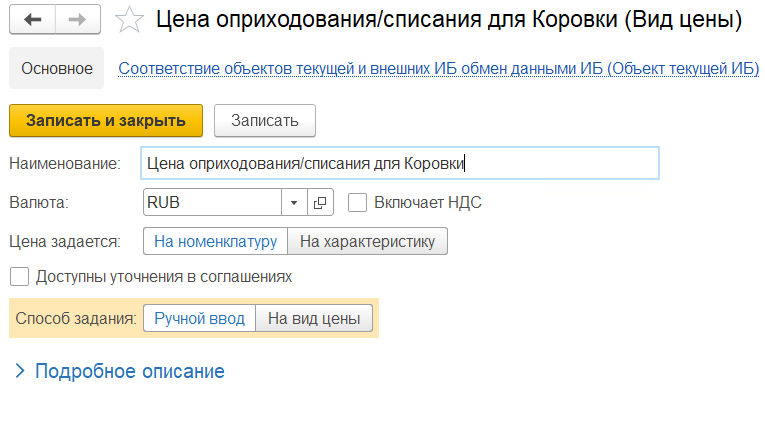 Цена оприходования/списания для Коровки (Вид цены)
Основное Соответствие объектов текущей и внешних ИБ обмен данными ИБ (Объект текущей ИБ)
Записать и закрыть Записать
Наименование: Цена оприходования/списания для Коровки
Валюта: RUB Включает НДС
Цена задается: На номенклатуру На характеристику
Доступны уточнения в соглашениях
Способ задания: Ручной ввод На вид цены
Подробное описание